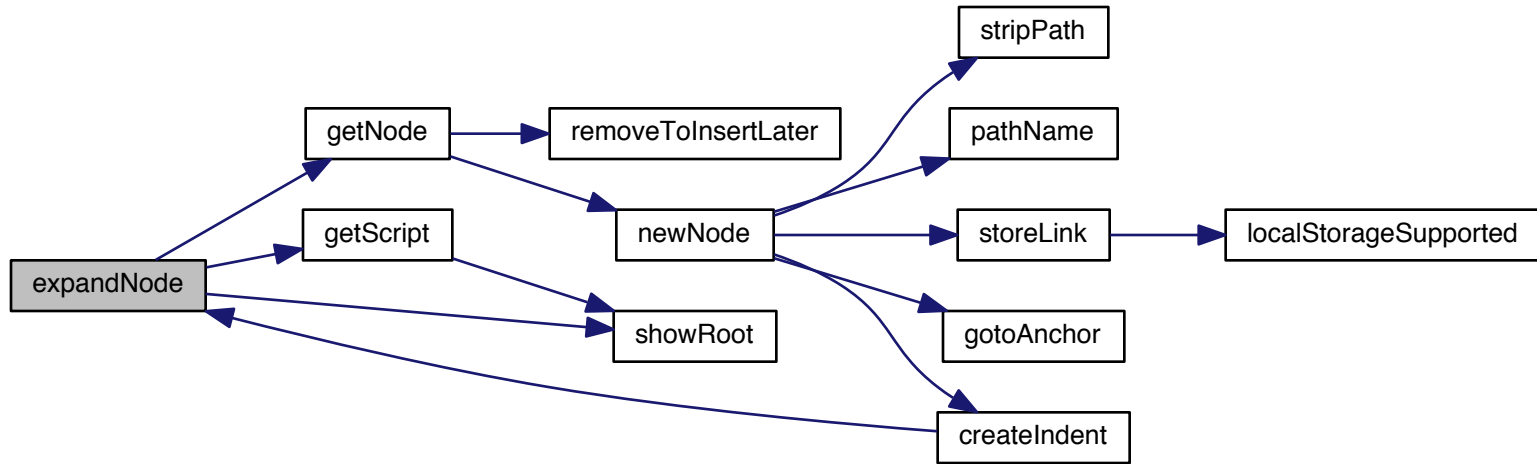 stripPath
getNode
removeToInsertLater
pathName
getScript
newNode
storeLink
localStorageSupported
expandNode
showRoot
gotoAnchor
createIndent